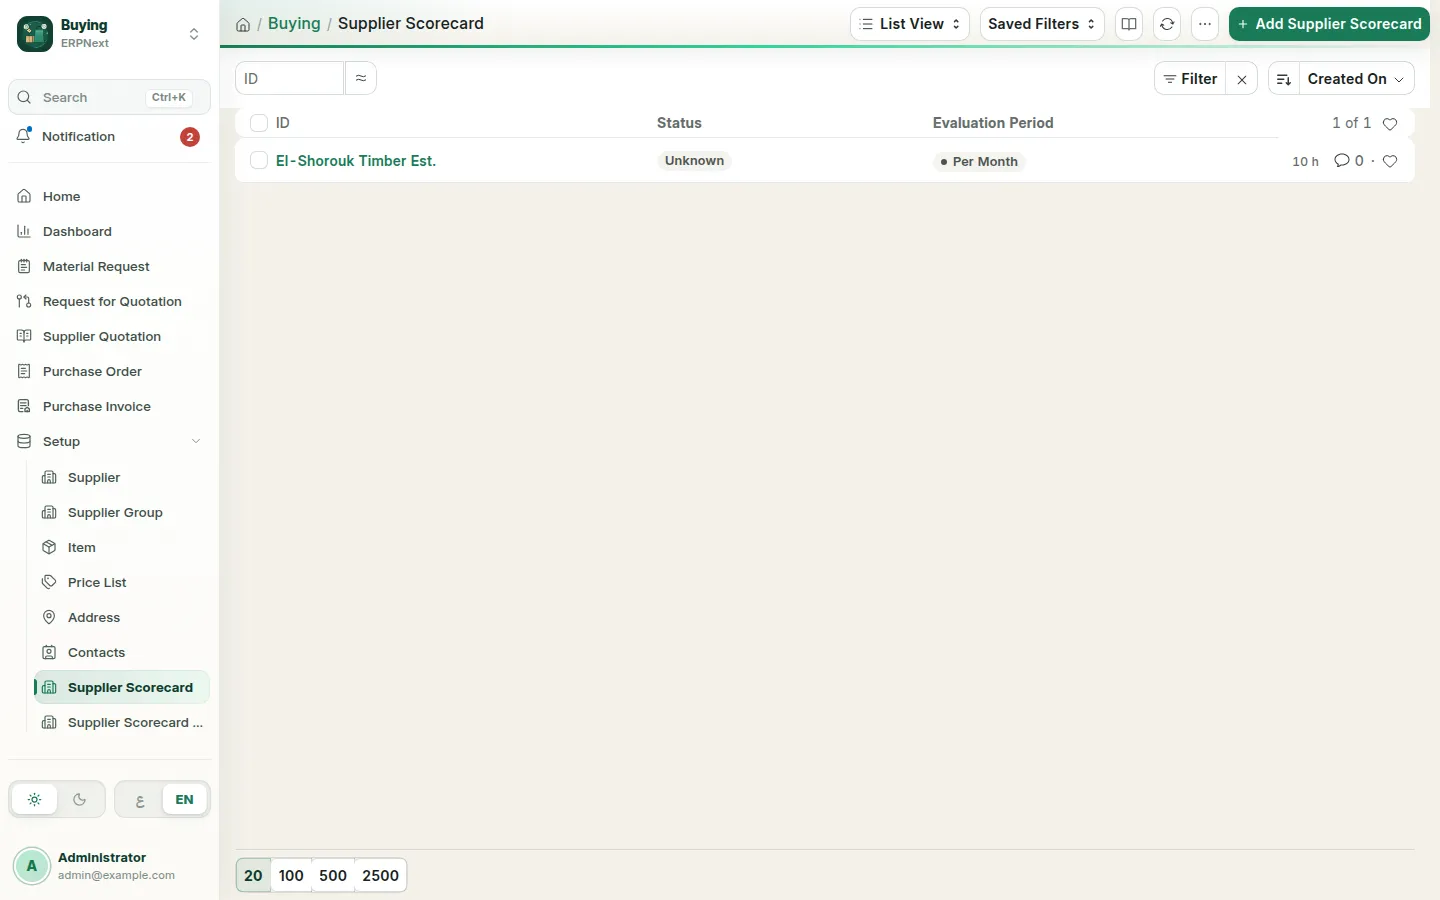 Buying
ERPNext
Search
Ctrl+K
Notification
2
Home
Dashboard
Material Request
Request for Quotation
Supplier Quotation
Purchase Order
Purchase Invoice
Setup
Supplier
Supplier Group
Item
Price List
Address
Contacts
Supplier Scorecard
Supplier Scorecard ...
ع
EN
A
Administrator
admin@example.com
/ Buying / Supplier Scorecard
List View
Saved Filters
+ Add Supplier Scorecard
ID
≈
Filter
Created On
ID Status Evaluation Period 1 of 1
El-Shorouk Timber Est. Unknown Per Month 10 h 0 ·
20 100 500 2500